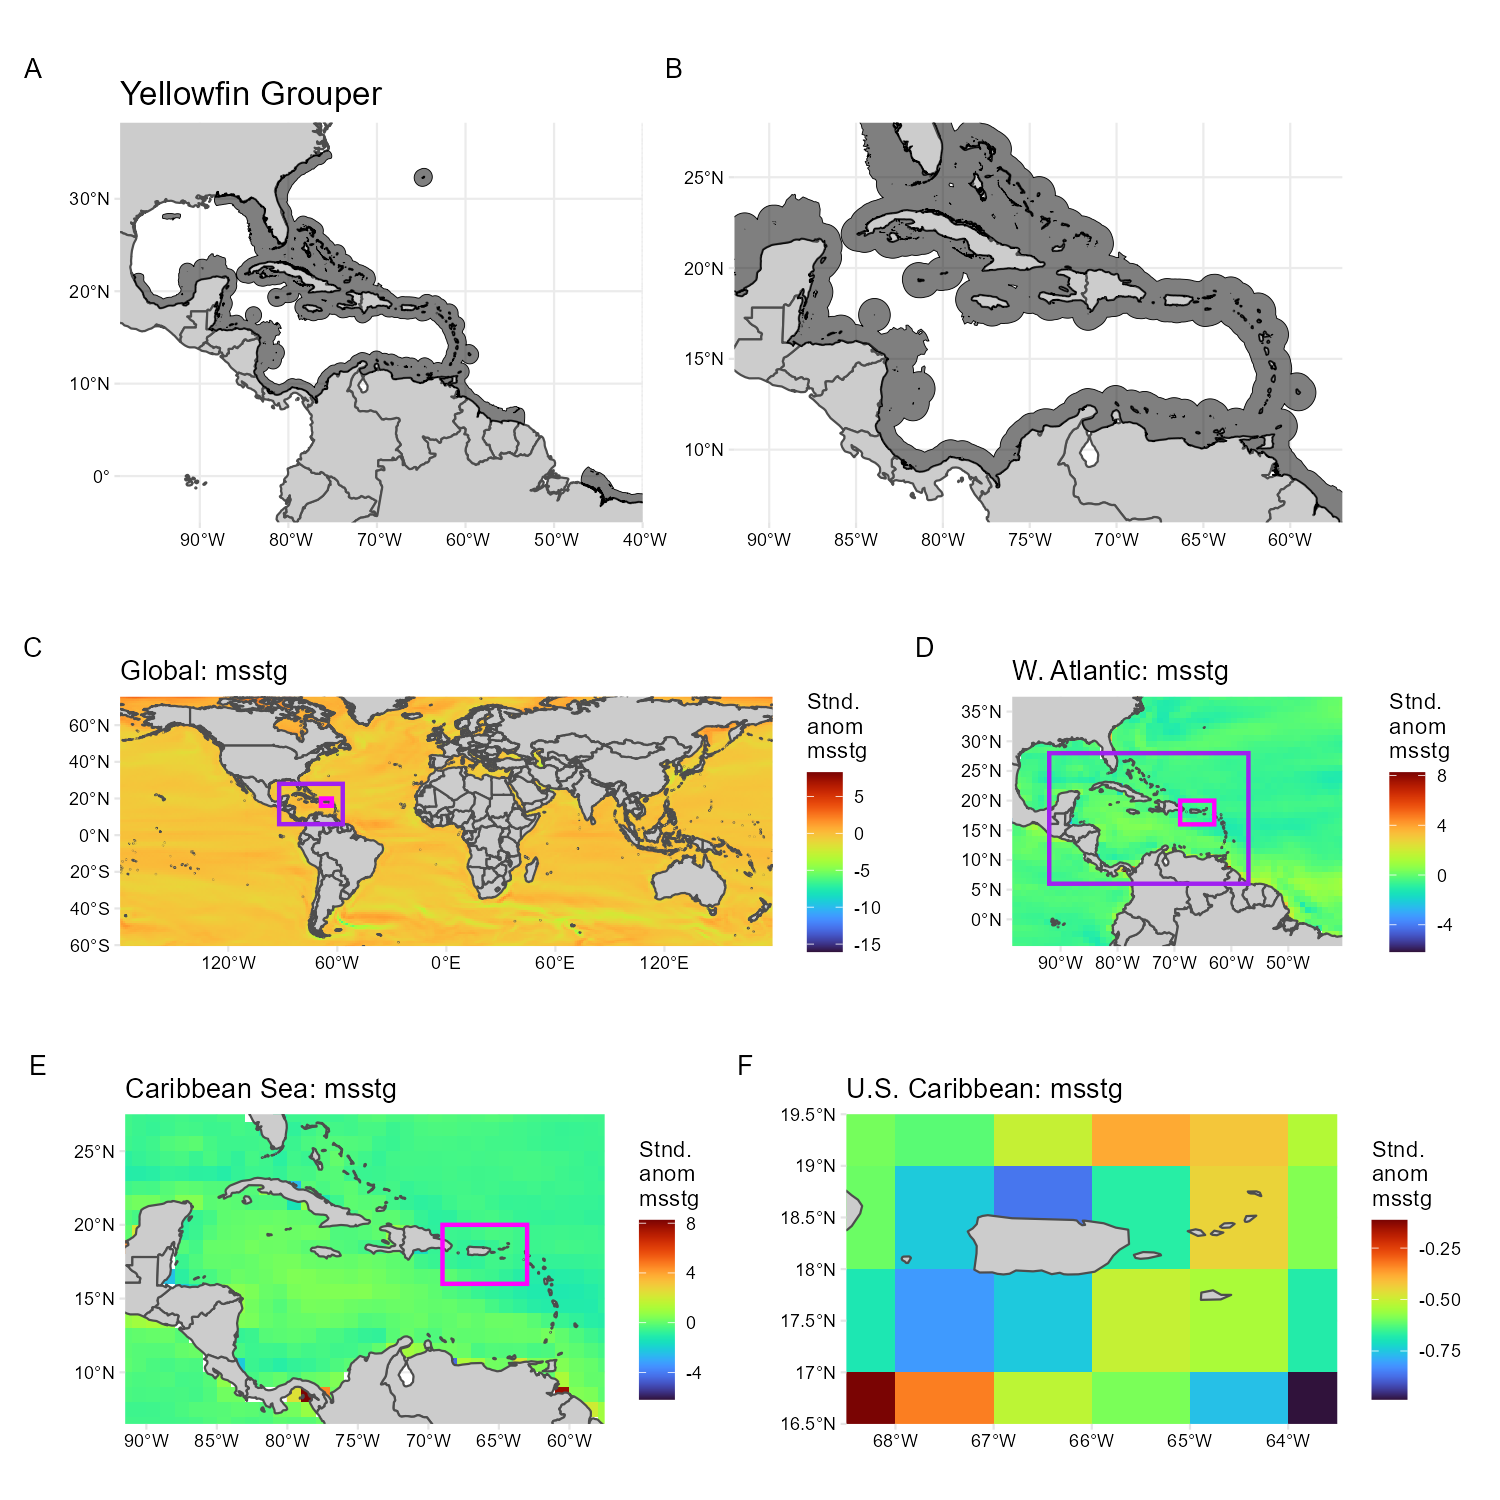 A
B
Yellowfin Grouper
30°N
20°N
10°N
0°
90°W
80°W
70°W
60°W
50°W
40°W
25°N
20°N
15°N
10°N
90°W
85°W
80°W
75°W
70°W
65°W
60°W
C
Global: msstg
60°N
40°N
20°N
0°N
20°S
40°S
60°S
120°W
60°W
0°E
60°E
120°E
Stnd.
anom
msstg
5
0
-5
-10
-15
D
W. Atlantic: msstg
35°N
30°N
25°N
20°N
15°N
10°N
5°N
0°N
90°W
80°W
70°W
60°W
50°W
Stnd.
anom
msstg
8
4
0
-4
E
Caribbean Sea: msstg
25°N
20°N
15°N
10°N
90°W
85°W
80°W
75°W
70°W
65°W
60°W
Stnd.
anom
msstg
8
4
0
-4
F
U.S. Caribbean: msstg
19.5°N
19°N
18.5°N
18°N
17.5°N
17°N
16.5°N
68°W
67°W
66°W
65°W
64°W
Stnd.
anom
msstg
-0.25
-0.50
-0.75